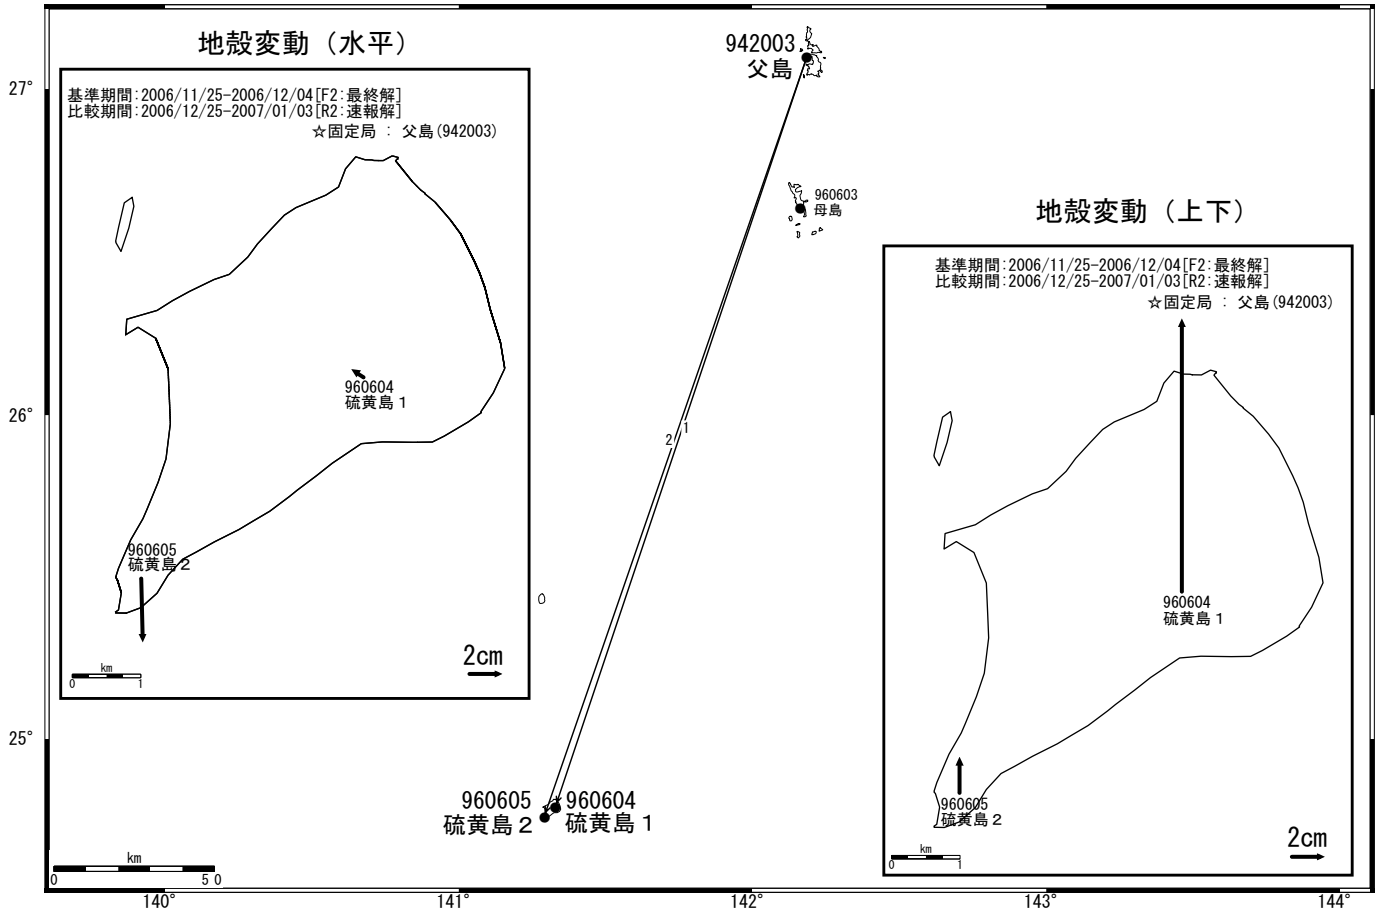 地殻変動（水平）
基準期間:2006/11/25-2006/12/04[F2:最終解]
比較期間:2006/12/25-2007/01/03[R2:速報解]
☆固定局 : 父島(942003)
960604
硫黄島１
960605
硫黄島２
km
0 1
2cm
942003
父島
960603
母島
2 1
地殻変動（上下）
基準期間:2006/11/25-2006/12/04[F2:最終解]
比較期間:2006/12/25-2007/01/03[R2:速報解]
☆固定局 : 父島(942003)
960604
硫黄島１
960605
硫黄島２
km
0 1
2cm
960605
硫黄島２
960604
硫黄島１
km
0 50
27°
26°
25°
140° 141° 142° 143° 144°